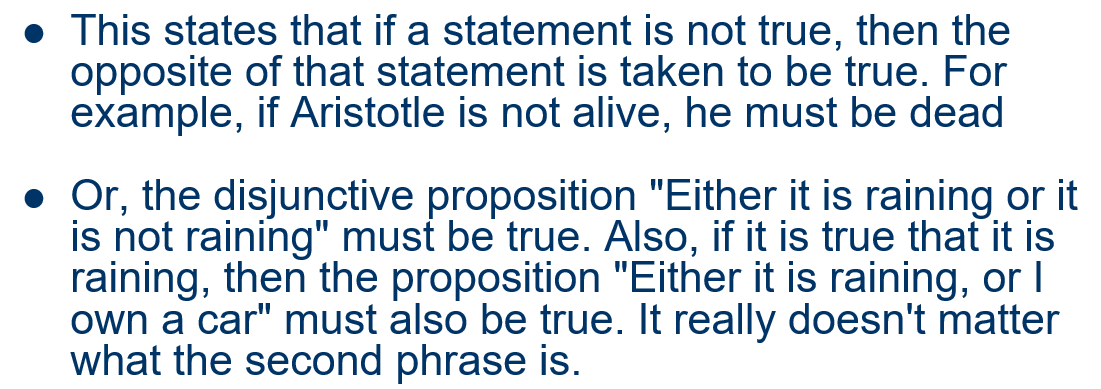 ● This states that if a statement is not true, then the
opposite of that statement is taken to be true. For
example, if Aristotle is not alive, he must be dead
● Or, the disjunctive proposition "Either it is raining or it
is not raining" must be true. Also, if it is true that it is
raining, then the proposition "Either it is raining, or I
own a car" must also be true. It really doesn't matter
what the second phrase is.